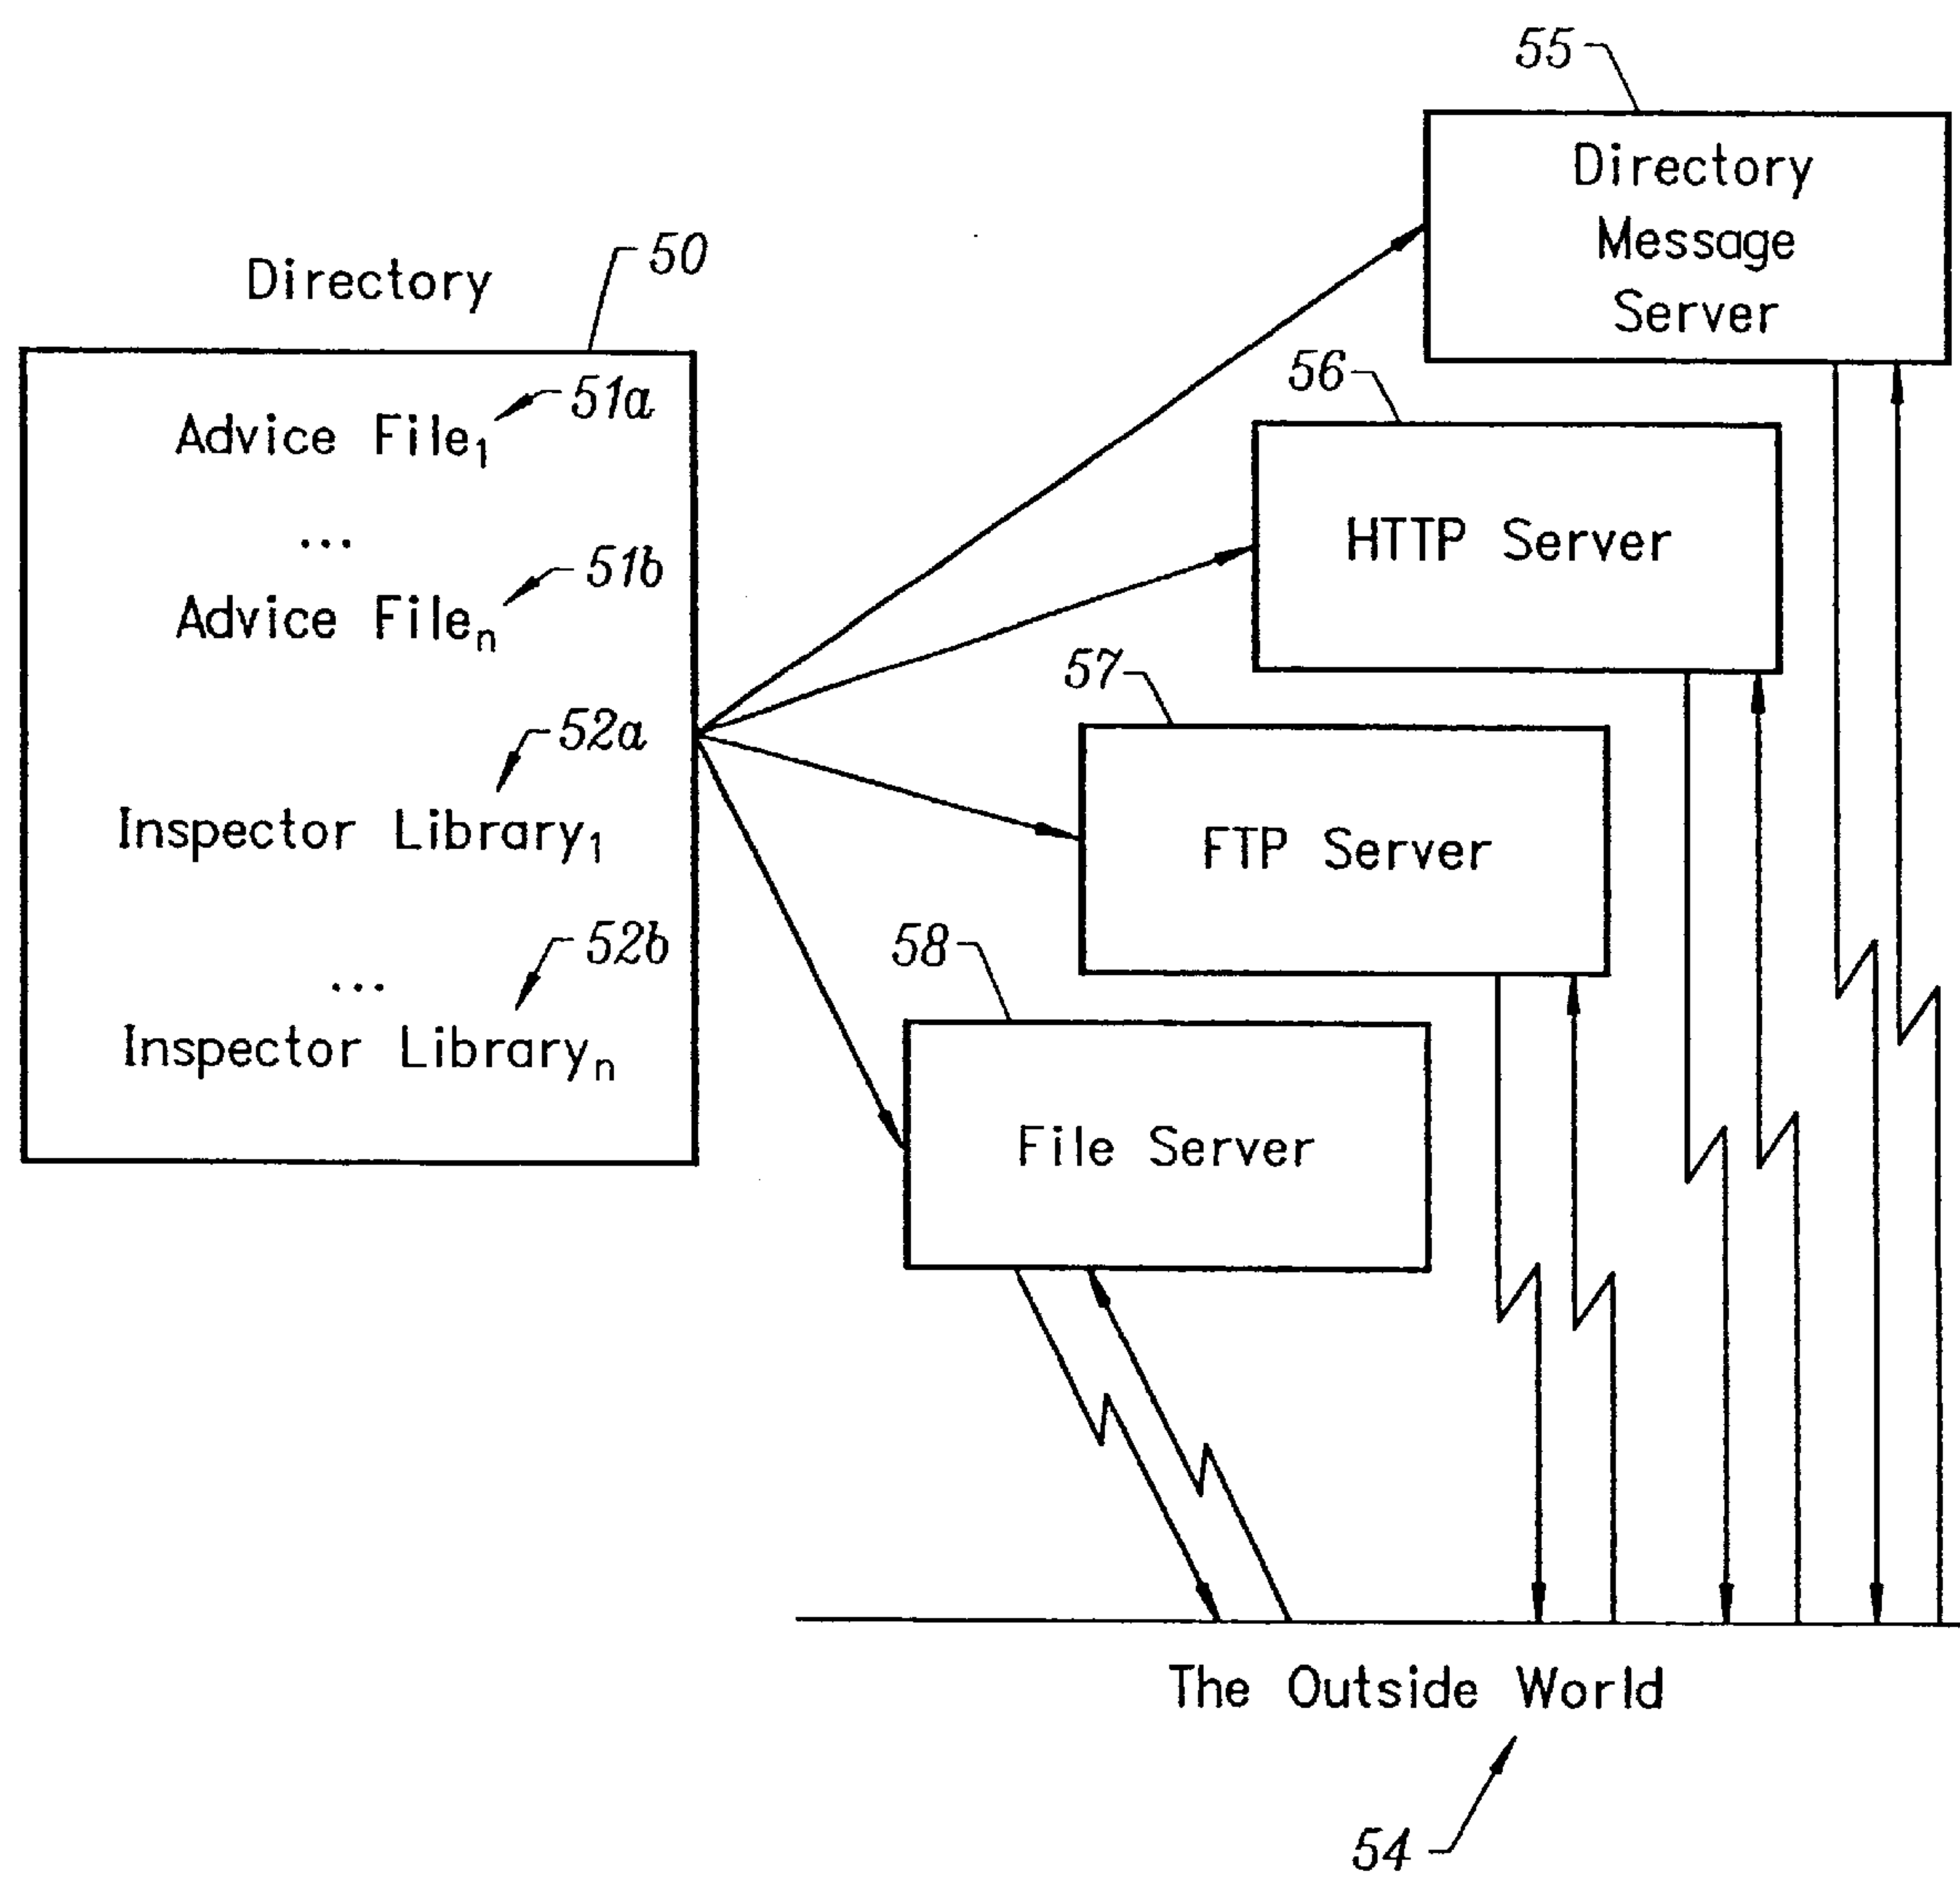 Directory
50
Advice File1
51a
...
Advice Filen
51b
Inspector Library1
52a
...
Inspector Libraryn
52b
55
Directory
Message
Server
56
HTTP Server
57
FTP Server
58
File Server
The Outside World
54